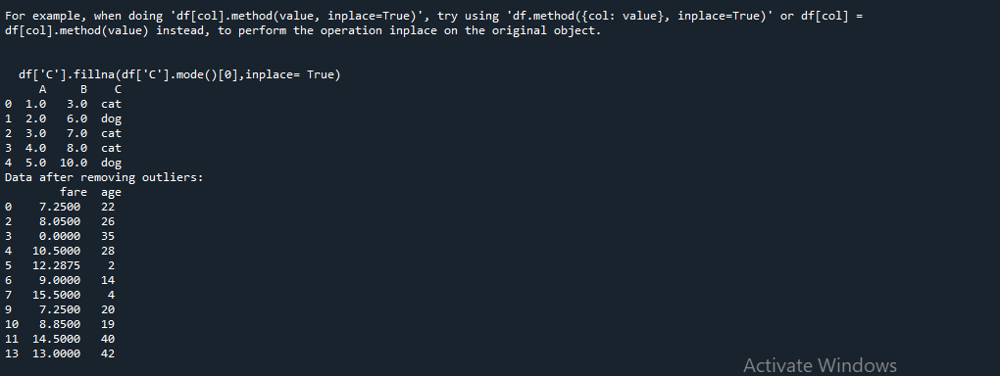 For example, when doing 'df[col].method(value, inplace=True)', try using 'df.method({col: value}, inplace=True)' or df[col] =
df[col].method(value) instead, to perform the operation inplace on the original object.
df['C'].fillna(df['C'].mode()[0],inplace= True)
A B C
0 1.0 3.0 cat
1 2.0 6.0 dog
2 3.0 7.0 cat
3 4.0 8.0 cat
4 5.0 10.0 dog
Data after removing outliers:
fare age
0 7.2500 22
2 8.0500 26
3 0.0000 35
4 10.5000 28
5 12.2875 2
6 9.0000 14
7 15.5000 4
9 7.2500 20
10 8.8500 19
11 14.5000 40
13 13.0000 42
Activate Windows